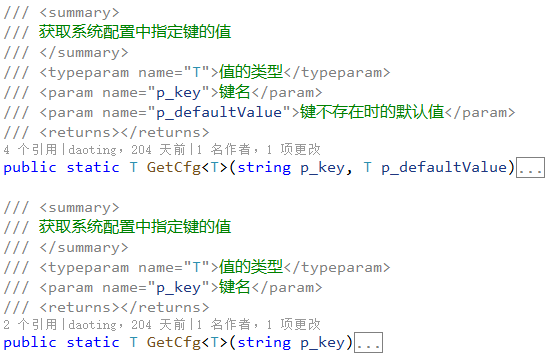 /// <summary>
/// 获取系统配置中指定键的值
/// </summary>
/// <typeparam name="T">值的类型</typeparam>
/// <param name="p_key">键名</param>
/// <param name="p_defaultValue">键不存在时的默认值</param>
/// <returns></returns>
4 个引用|daoting，204 天前|1 名作者，1 项更改
public static T GetCfg<T>(string p_key, T p_defaultValue)...
/// <summary>
/// 获取系统配置中指定键的值
/// </summary>
/// <typeparam name="T">值的类型</typeparam>
/// <param name="p_key">键名</param>
/// <returns></returns>
2 个引用|daoting，204 天前|1 名作者，1 项更改
public static T GetCfg<T>(string p_key)...